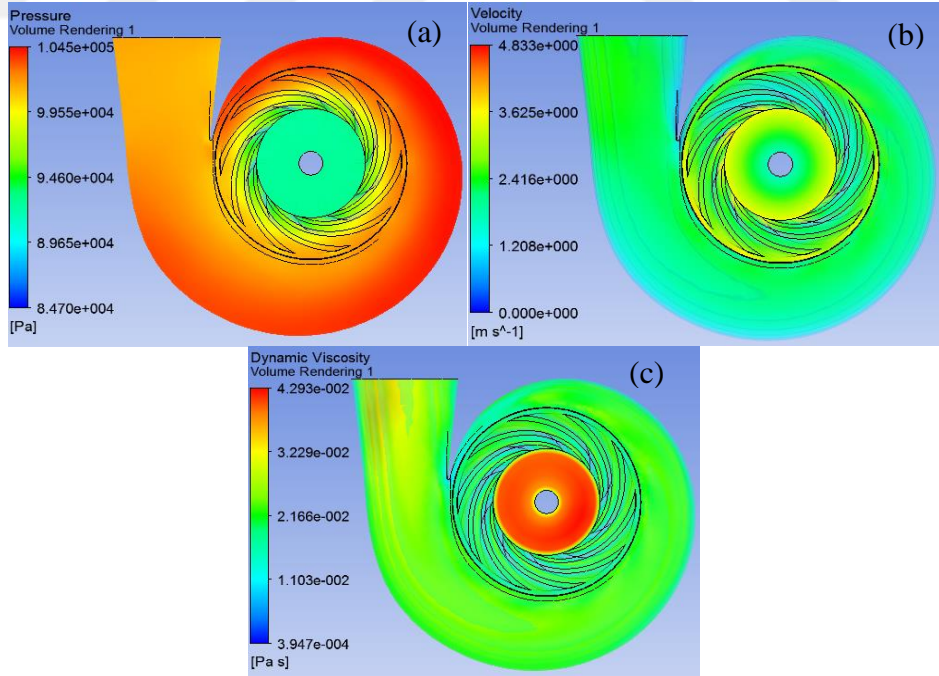 Pressure
Volume Rendering 1
(a)
1.045e+005
9.955e+004
9.460e+004
8.965e+004
8.470e+004
[Pa]
Velocity
Volume Rendering 1
(b)
4.833e+000
3.625e+000
2.416e+000
1.208e+000
0.000e+000
[m s^-1]
Dynamic Viscosity
Volume Rendering 1
(c)
4.293e-002
3.229e-002
2.166e-002
1.103e-002
3.947e-004
[Pa s]